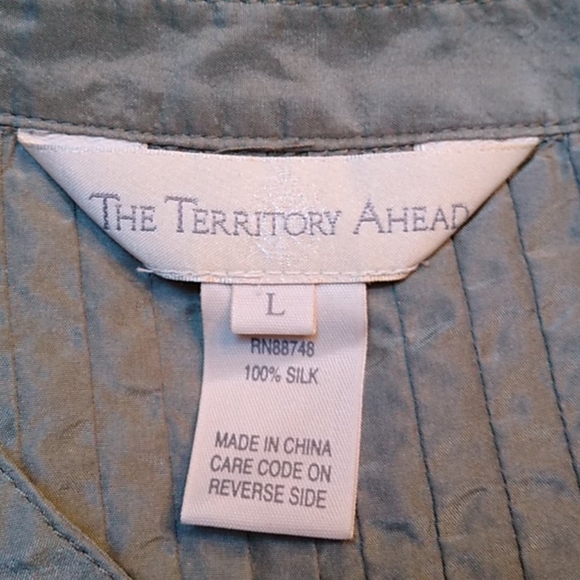 THE TERRITORY AHEAD
L
RN88748
100% SILK
MADE IN CHINA
CARE CODE ON
REVERSE SIDE